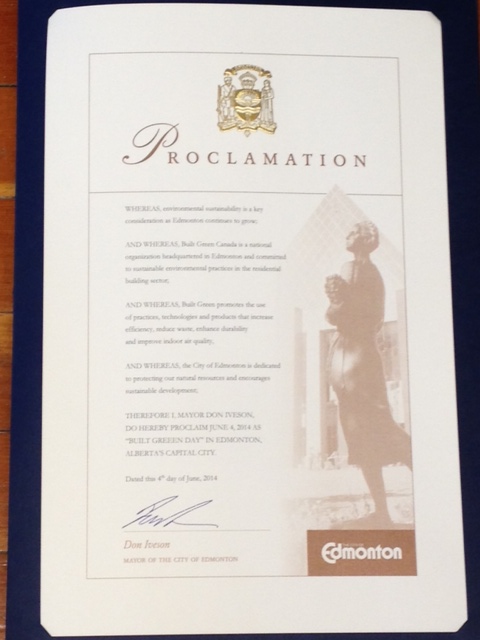 PROCLAMATION
WHEREAS, environmental sustainability is a key
consideration as Edmonton continues to grow;
AND WHEREAS, Built Green Canada is a national
organization headquartered in Edmonton and committed
to sustainable environmental practices in the residential
building sector;
AND WHEREAS, Built Green promotes the use
of practices, technologies and products that increase
efficiency, reduce waste, enhance durability
and improve indoor air quality,
AND WHEREAS, the City of Edmonton is dedicated
to protecting our natural resources and encourages
sustainable development;
THEREFORE I, MAYOR DON IVESON,
DO HEREBY PROCLAIM JUNE 4, 2014 AS
"BUILT GREEEN DAY" IN EDMONTON,
ALBERTA'S CAPITAL CITY.
Dated this 4th day of June, 2014
Don Iveson
MAYOR OF THE CITY OF EDMONTON
Edmonton